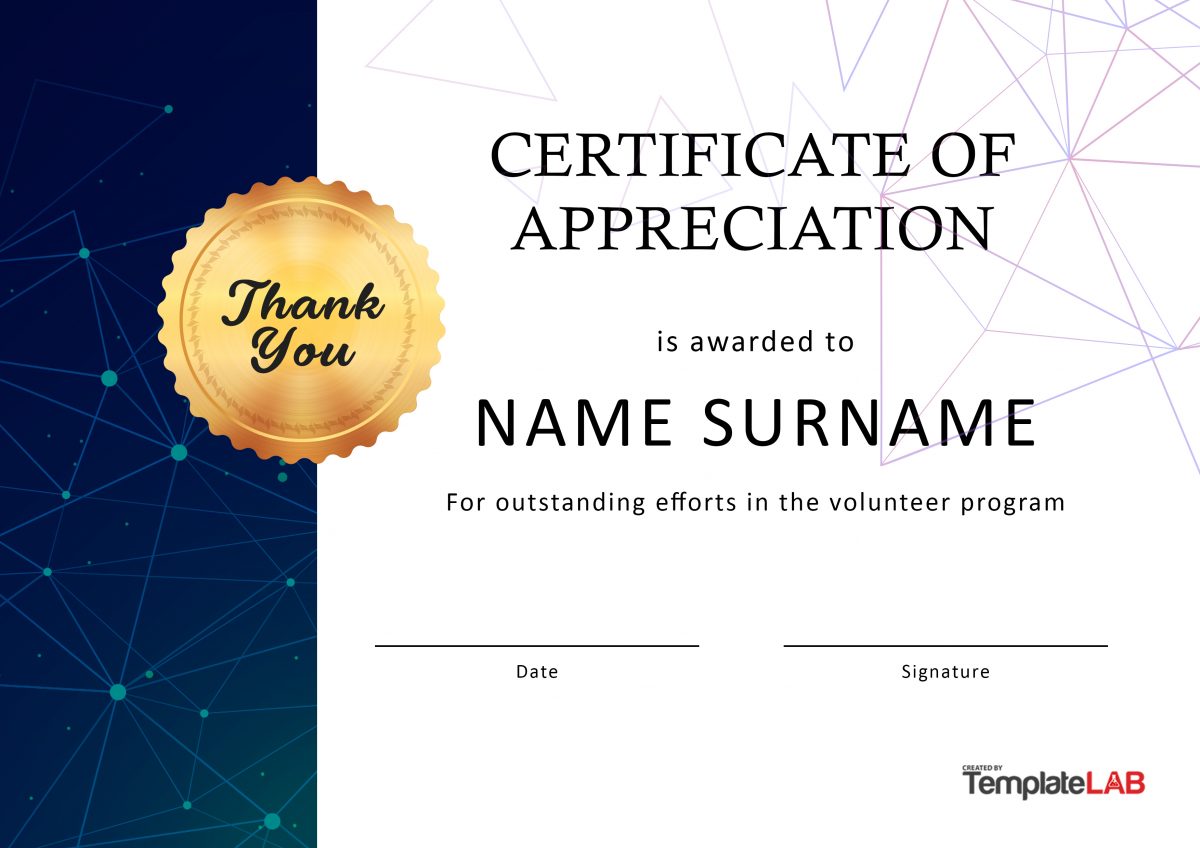 CERTIFICATE OF
APPRECIATION
Thank
You
is awarded to
NAME SURNAME
For outstanding efforts in the volunteer program
Date
Signature
CREATED BY
TemplateLAB